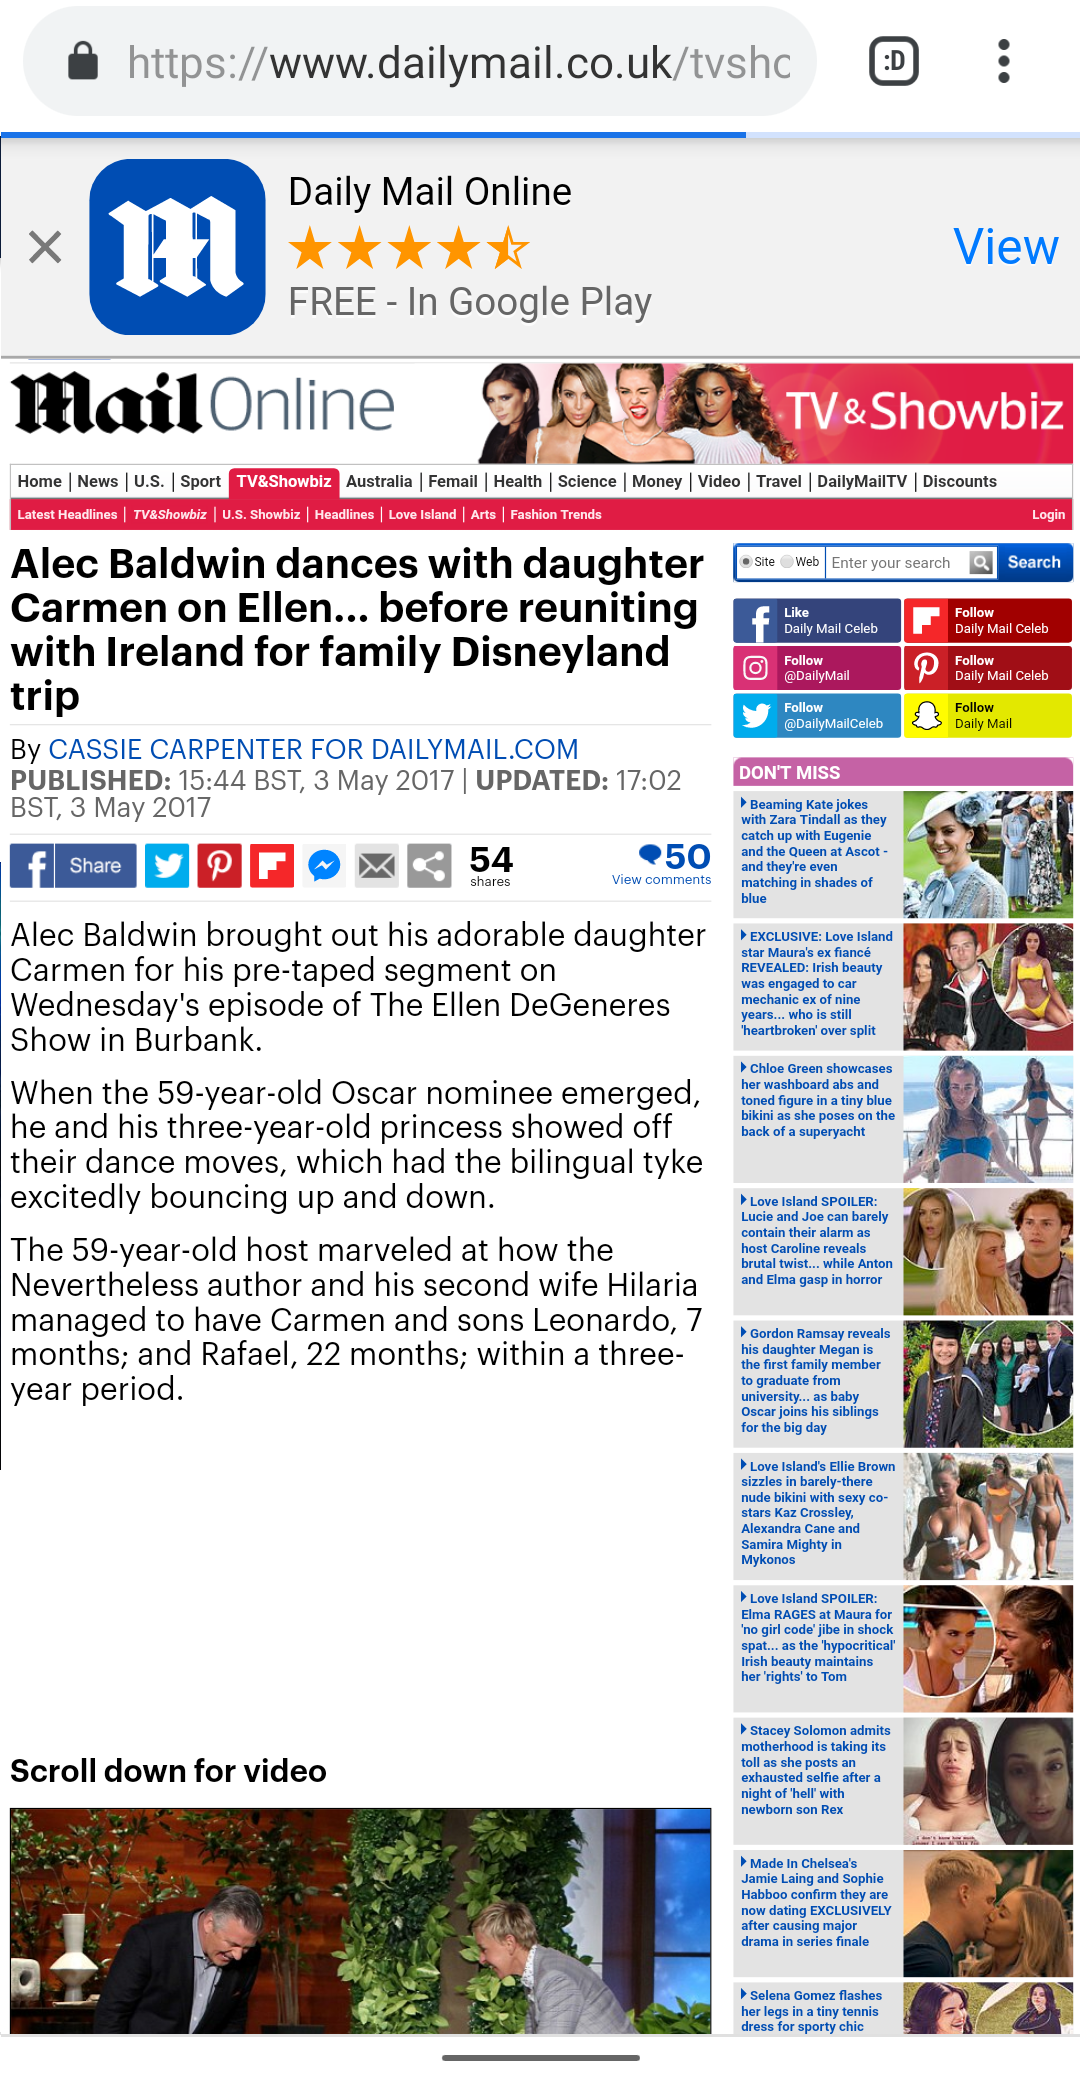 https://www.dailymail.co.uk/tvsho
:D
Daily Mail Online
FREE - In Google Play
View
Mail Online
TV&Showbiz
Home | News | U.S. | Sport | TV&Showbiz | Australia | Femail | Health | Science | Money | Video | Travel | DailyMailTV | Discounts
Latest Headlines | TV&Showbiz | U.S. Showbiz | Headlines | Love Island | Arts | Fashion Trends
Login
Alec Baldwin dances with daughter
Carmen on Ellen... before reuniting
with Ireland for family Disneyland
trip
By CASSIE CARPENTER FOR DAILYMAIL.COM
PUBLISHED: 15:44 BST, 3 May 2017 | UPDATED: 17:02
BST, 3 May 2017
Share
54
shares
50
View comments
Alec Baldwin brought out his adorable daughter
Carmen for his pre-taped segment on
Wednesday's episode of The Ellen DeGeneres
Show in Burbank.
When the 59-year-old Oscar nominee emerged,
he and his three-year-old princess showed off
their dance moves, which had the bilingual tyke
excitedly bouncing up and down.
The 59-year-old host marveled at how the
Nevertheless author and his second wife Hilaria
managed to have Carmen and sons Leonardo, 7
months; and Rafael, 22 months; within a three-
year period.
Scroll down for video
Site Web Enter your search Search
Like
Daily Mail Celeb
Follow
Daily Mail Celeb
Follow
@DailyMail
Follow
Daily Mail Celeb
Follow
@DailyMailCeleb
Follow
Daily Mail
DON'T MISS
Beaming Kate jokes
with Zara Tindall as they
catch up with Eugenie
and the Queen at Ascot -
and they're even
matching in shades of
blue
EXCLUSIVE: Love Island
star Maura's ex fiancé
REVEALED: Irish beauty
was engaged to car
mechanic ex of nine
years... who is still
'heartbroken' over split
Chloe Green showcases
her washboard abs and
toned figure in a tiny blue
bikini as she poses on the
back of a superyacht
Love Island SPOILER:
Lucie and Joe can barely
contain their alarm as
host Caroline reveals
brutal twist... while Anton
and Elma gasp in horror
Gordon Ramsay reveals
his daughter Megan is
the first family member
to graduate from
university... as baby
Oscar joins his siblings
for the big day
Love Island's Ellie Brown
sizzles in barely-there
nude bikini with sexy co-
stars Kaz Crossley,
Alexandra Cane and
Samira Mighty in
Mykonos
Love Island SPOILER:
Elma RAGES at Maura for
'no girl code' jibe in shock
spat... as the 'hypocritical'
Irish beauty maintains
her 'rights' to Tom
Stacey Solomon admits
motherhood is taking its
toll as she posts an
exhausted selfie after a
night of 'hell' with
newborn son Rex
Made In Chelsea's
Jamie Laing and Sophie
Habboo confirm they are
now dating EXCLUSIVELY
after causing major
drama in series finale
Selena Gomez flashes
her legs in a tiny tennis
dress for sporty chic